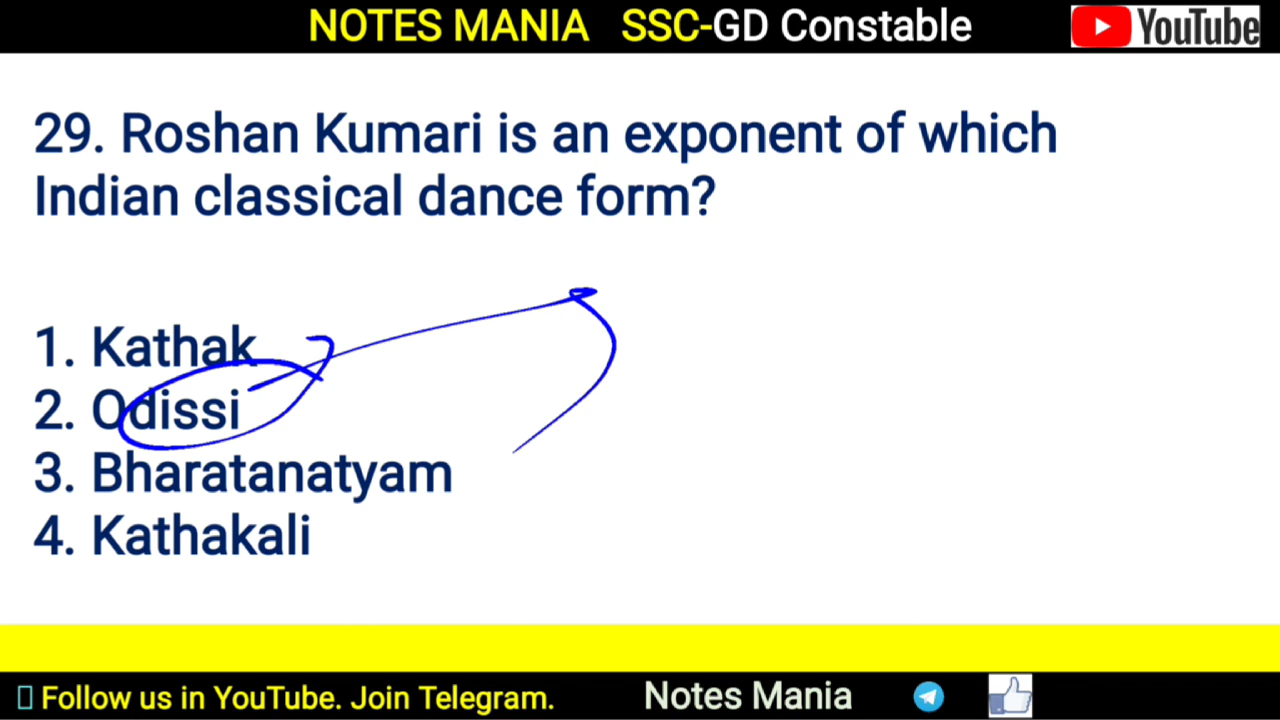 NOTES MANIA SSC-GD Constable
YouTube
29. Roshan Kumari is an exponent of which
Indian classical dance form?
1. Kathak
2. Odissi
3. Bharatanatyam
4. Kathakali
Follow us in YouTube. Join Telegram.
Notes Mania